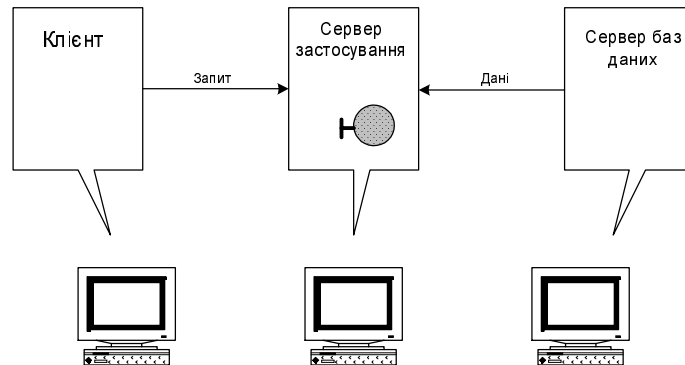 Клієнт
Сервер
застосування
Сервер баз
даних
Запит
Дані